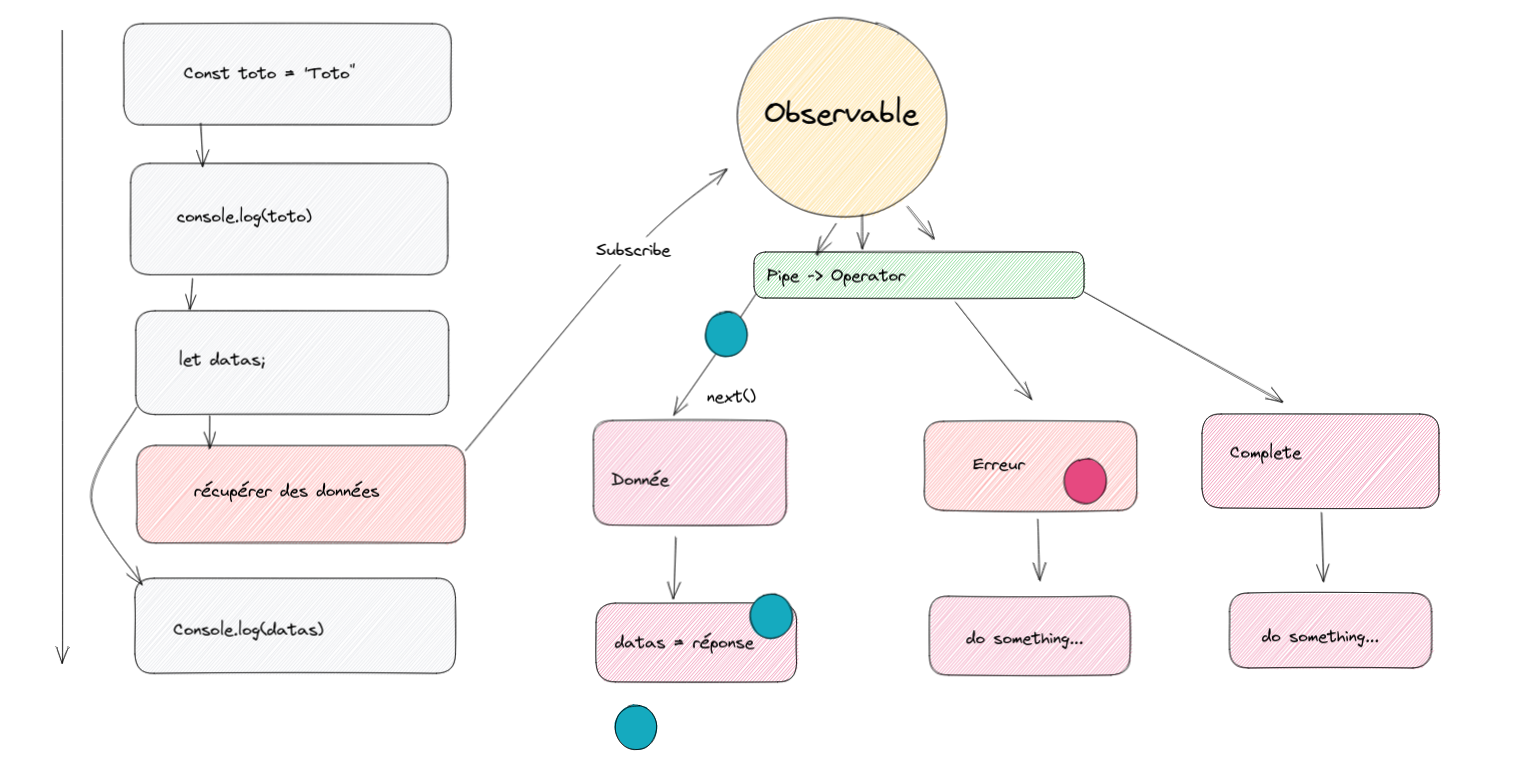 Const toto = 'Toto"
console.log(toto)
let datas;
récupérer des données
Console.log(datas)
Subscribe
Observable
Pipe -> Operator
next()
Donnée
datas = réponse
Erreur
do something...
Complete
do something...